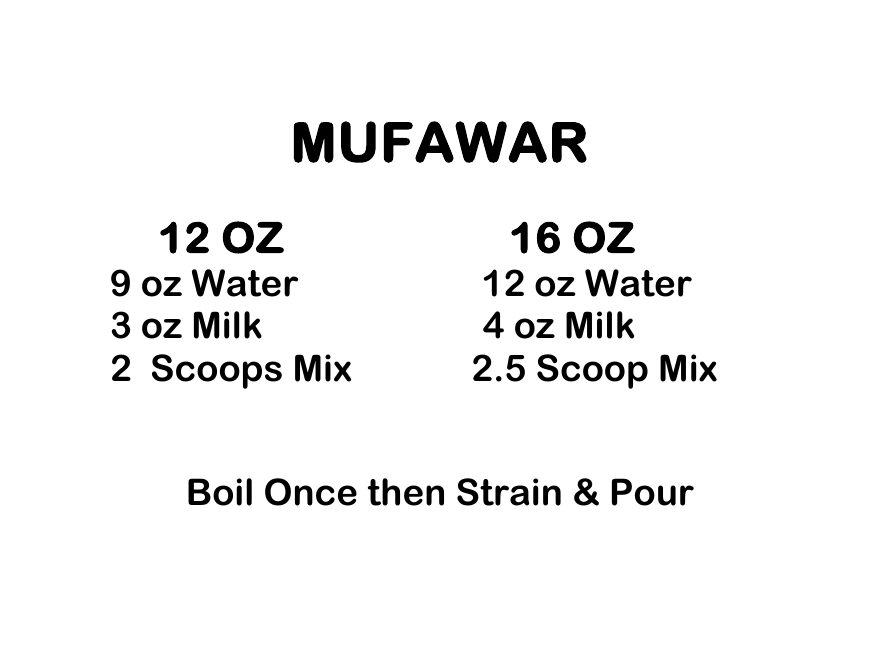 MUFAWAR
12 OZ
9 oz Water
3 oz Milk
2 Scoops Mix
16 OZ
12 oz Water
4 oz Milk
2.5 Scoop Mix
Boil Once then Strain & Pour